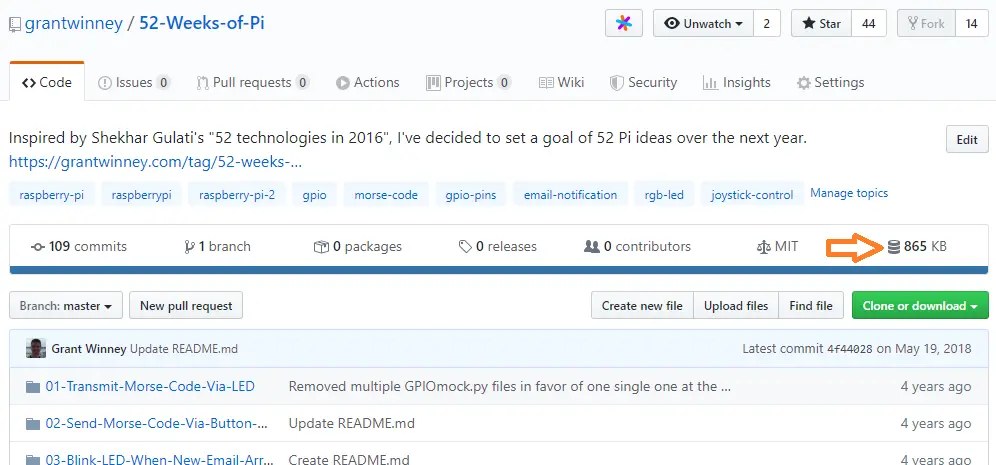 grantwinney / 52-Weeks-of-Pi Unwatch 2 Star 44 Fork 14
Code Issues 0 Pull requests 0 Actions Projects 0 Wiki Security Insights Settings
Inspired by Shekhar Gulati's "52 technologies in 2016", I've decided to set a goal of 52 Pi ideas over the next year. Edit
https://grantwinney.com/tag/52-weeks-...
raspberry-pi raspberrypi raspberry-pi-2 gpio morse-code gpio-pins email-notification rgb-led joystick-control Manage topics
109 commits 1 branch 0 packages 0 releases 0 contributors MIT 865 KB
Branch: master New pull request Create new file Upload files Find file Clone or download
Grant Winney Update README.md Latest commit 4f44028 on May 19, 2018
01-Transmit-Morse-Code-Via-LED Removed multiple GPIOmock.py files in favor of one single one at the ... 4 years ago
02-Send-Morse-Code-Via-Button-... Update README.md 4 years ago
03-Blink-LED-When-New-Email-Arr... Create README.md 4 years ago